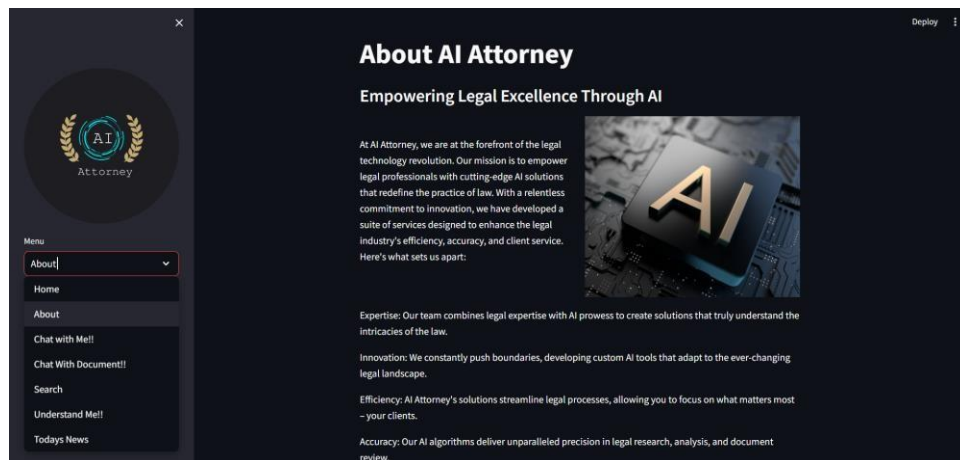 Deploy
AI
Attorney
Menu
About
Home
About
Chat with Me!!
Chat With Document!!
Search
Understand Me!!
Todays News
About AI Attorney
Empowering Legal Excellence Through AI
At AI Attorney, we are at the forefront of the legal
technology revolution. Our mission is to empower
legal professionals with cutting-edge AI solutions
that redefine the practice of law. With a relentless
commitment to innovation, we have developed a
suite of services designed to enhance the legal
industry's efficiency, accuracy, and client service.
Here's what sets us apart:
AI
Expertise: Our team combines legal expertise with AI prowess to create solutions that truly understand the
intricacies of the law.
Innovation: We constantly push boundaries, developing custom AI tools that adapt to the ever-changing
legal landscape.
Efficiency: AI Attorney's solutions streamline legal processes, allowing you to focus on what matters most
– your clients.
Accuracy: Our AI algorithms deliver unparalleled precision in legal research, analysis, and document
review.